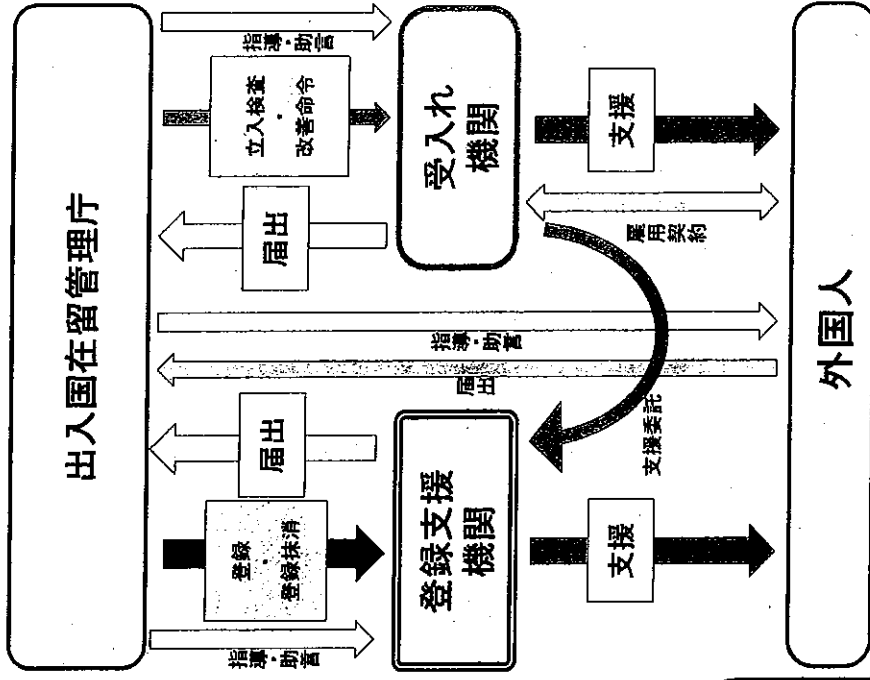 出入国在留管理庁
指導・助言
登録
・
登録抹消
届出
届出
指導・助言
届出
立入検査
・
改善命令
指導・助言
登録支援
機関
受入れ
機関
支援委託
雇用契約
支援
支援
外国人